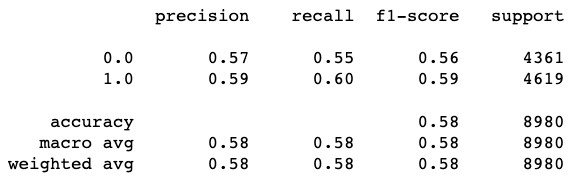 precision recall f1-score support
0.0 0.57 0.55 0.56 4361
1.0 0.59 0.60 0.59 4619
accuracy 0.58 8980
macro avg 0.58 0.58 0.58 8980
weighted avg 0.58 0.58 0.58 8980